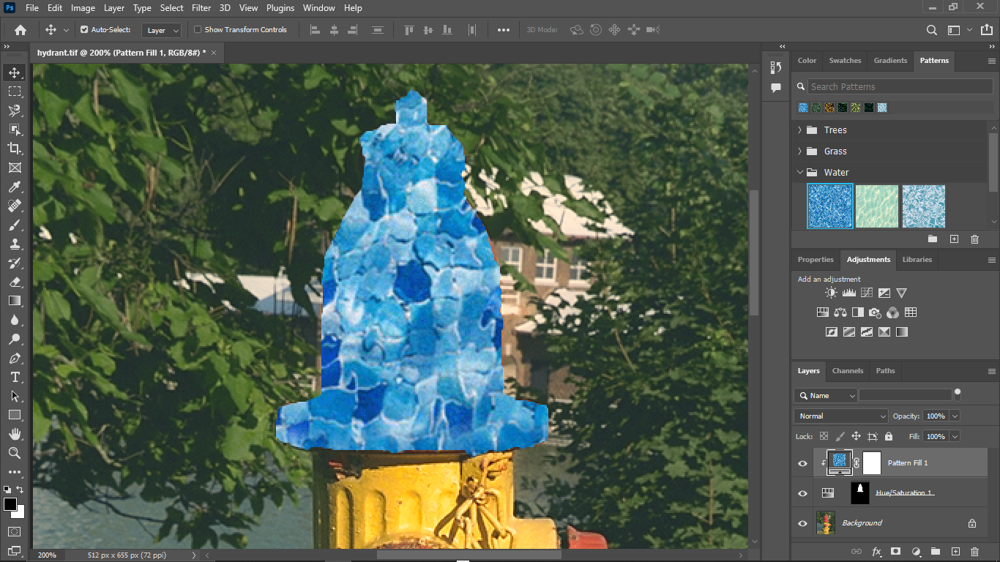 Ps File Edit Image Layer Type Select Filter 3D View Plugins Window Help
Auto-Select: Layer Show Transform Controls 3D Mode:
hydrant.tif @ 200% (Pattern Fill 1, RGB/8#) *
Color Swatches Gradients Patterns
Search Patterns
Trees
Grass
Water
Properties Adjustments Libraries
Add an adjustment
Layers Channels Paths
Name
Normal Opacity: 100%
Lock: Fill: 100%
Pattern Fill 1
Hue/Saturation 1
Background
200% 512 px x 655 px (72 ppi)